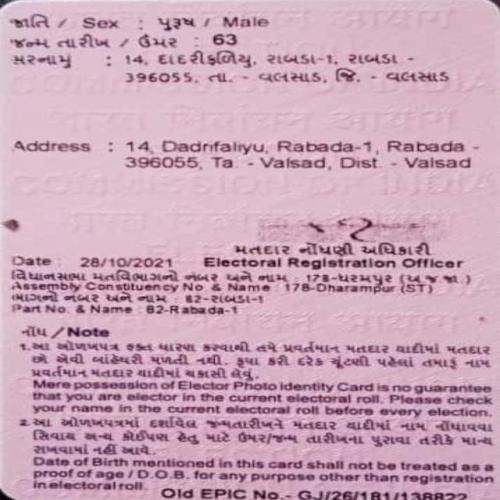 જાતિ / Sex : પુરૂષ / Male
જન્મ તારીખ / ઉંમર : 63
સરનામુ : 14, દાદરીફળિયુ, રાબડા-1, રાબડા -
396055, તા. - વલસાડ, જિ. - વલસાડ
Address : 14, Dadrifaliyu, Rabada-1, Rabada -
396055, Ta. - Valsad, Dist. - Valsad
મતદાર નોંધણી અધિકારી
Date : 28/10/2021 Electoral Registration Officer
વિધાનસભા મતવિભાગનો નંબર અને નામ : 178-ધરમપુર (અ.જ.જા.)
Assembly Constituency No & Name : 178-Dharampur (ST)
ભાગનો નંબર અને નામ : 82-રાબડા-1
Part No. & Name : 82-Rabada-1
નોંધ / Note
1. આ ઓળખપત્ર ફક્ત ધારણ કરવાથી તમે પ્રવર્તમાન મતદાર યાદીમાં મતદાર
છો એવી બાંહેધરી મળતી નથી. કૃપા કરી દરેક ચૂંટણી પહેલાં તમારૂ નામ
પ્રવર્તમાન મતદાર યાદીમાં ચકાસી લેવું.
Mere possession of Elector Photo Identity Card is no guarantee
that you are elector in the current electoral roll. Please check
your name in the current electoral roll before every election.
2. આ ઓળખપત્રમાં દર્શાવેલ જન્મતારીખને મતદાર યાદીમાં નામ નોંધાવવા
સિવાય અન્ય કોઈપણ હેતુ માટે ઉંમર/જન્મ તારીખના પુરાવા તરીકે માન્ય
રાખવામાં નહીં આવે.
Date of Birth mentioned in this card shall not be treated as a
proof of age / D.O.B. for any purpose other than registration
in electoral roll.
Old EPIC No.- GJ/26/181/138822